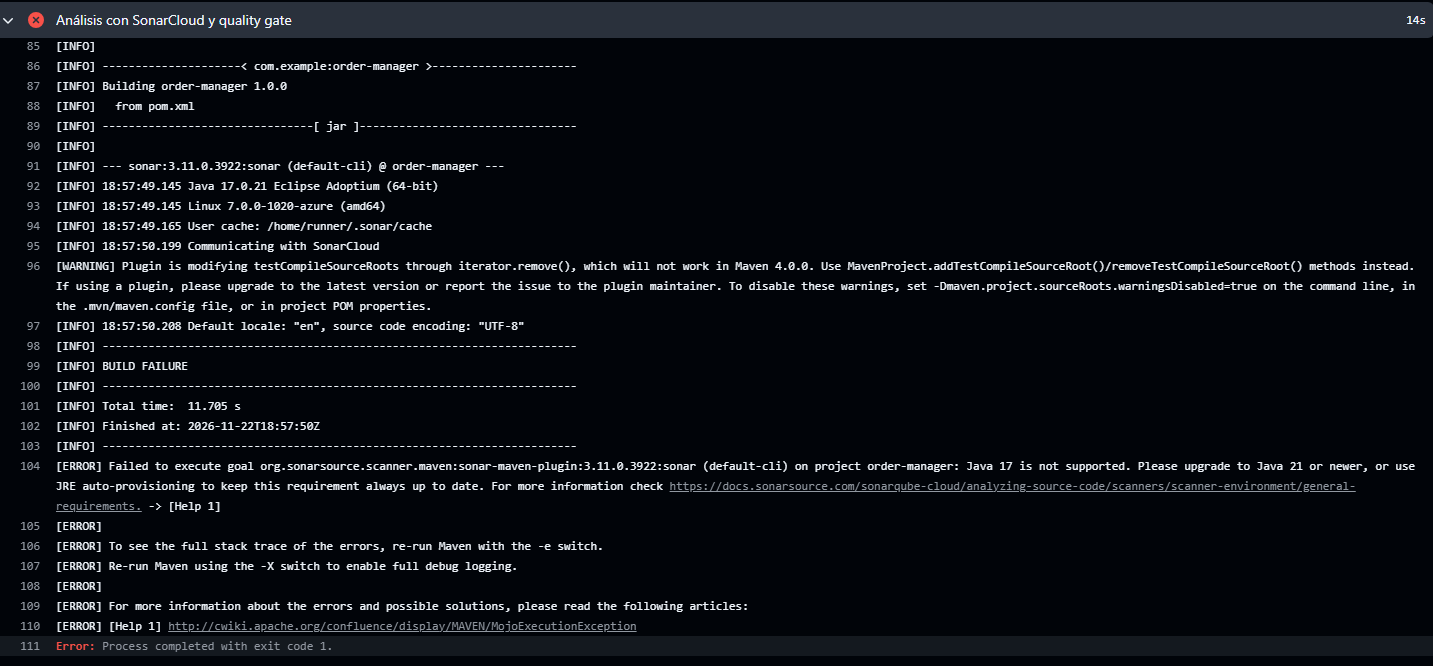 Análisis con SonarCloud y quality gate 14s
85 [INFO]
86 [INFO] ---------------------< com.example:order-manager >----------------------
87 [INFO] Building order-manager 1.0.0
88 [INFO]   from pom.xml
89 [INFO] --------------------------------[ jar ]---------------------------------
90 [INFO]
91 [INFO] --- sonar:3.11.0.3922:sonar (default-cli) @ order-manager ---
92 [INFO] 18:57:49.145 Java 17.0.21 Eclipse Adoptium (64-bit)
93 [INFO] 18:57:49.145 Linux 7.0.0-1020-azure (amd64)
94 [INFO] 18:57:49.165 User cache: /home/runner/.sonar/cache
95 [INFO] 18:57:50.199 Communicating with SonarCloud
96 [WARNING] Plugin is modifying testCompileSourceRoots through iterator.remove(), which will not work in Maven 4.0.0. Use MavenProject.addTestCompileSourceRoot()/removeTestCompileSourceRoot() methods instead.
If using a plugin, please upgrade to the latest version or report the issue to the plugin maintainer. To disable these warnings, set -Dmaven.project.sourceRoots.warningsDisabled=true on the command line, in
the .mvn/maven.config file, or in project POM properties.
97 [INFO] 18:57:50.208 Default locale: "en", source code encoding: "UTF-8"
98 [INFO] ------------------------------------------------------------------------
99 [INFO] BUILD FAILURE
100 [INFO] ------------------------------------------------------------------------
101 [INFO] Total time:  11.705 s
102 [INFO] Finished at: 2026-11-22T18:57:50Z
103 [INFO] ------------------------------------------------------------------------
104 [ERROR] Failed to execute goal org.sonarsource.scanner.maven:sonar-maven-plugin:3.11.0.3922:sonar (default-cli) on project order-manager: Java 17 is not supported. Please upgrade to Java 21 or newer, or use
JRE auto-provisioning to keep this requirement always up to date. For more information check https://docs.sonarsource.com/sonarqube-cloud/analyzing-source-code/scanners/scanner-environment/general-
requirements. -> [Help 1]
105 [ERROR]
106 [ERROR] To see the full stack trace of the errors, re-run Maven with the -e switch.
107 [ERROR] Re-run Maven using the -X switch to enable full debug logging.
108 [ERROR]
109 [ERROR] For more information about the errors and possible solutions, please read the following articles:
110 [ERROR] [Help 1] http://cwiki.apache.org/confluence/display/MAVEN/MojoExecutionException
111 Error: Process completed with exit code 1.